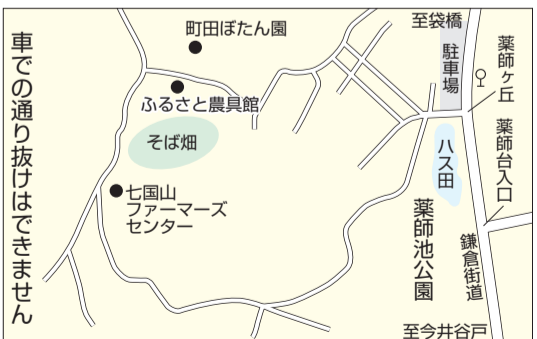 車での通り抜けはできません
町田ぼたん園
ふるさと農具館
そば畑
七国山
ファーマーズ
センター
至袋橋
駐車場
薬師ヶ丘
薬師台入口
ハス田
薬師池公園
鎌倉街道
至今井谷戸